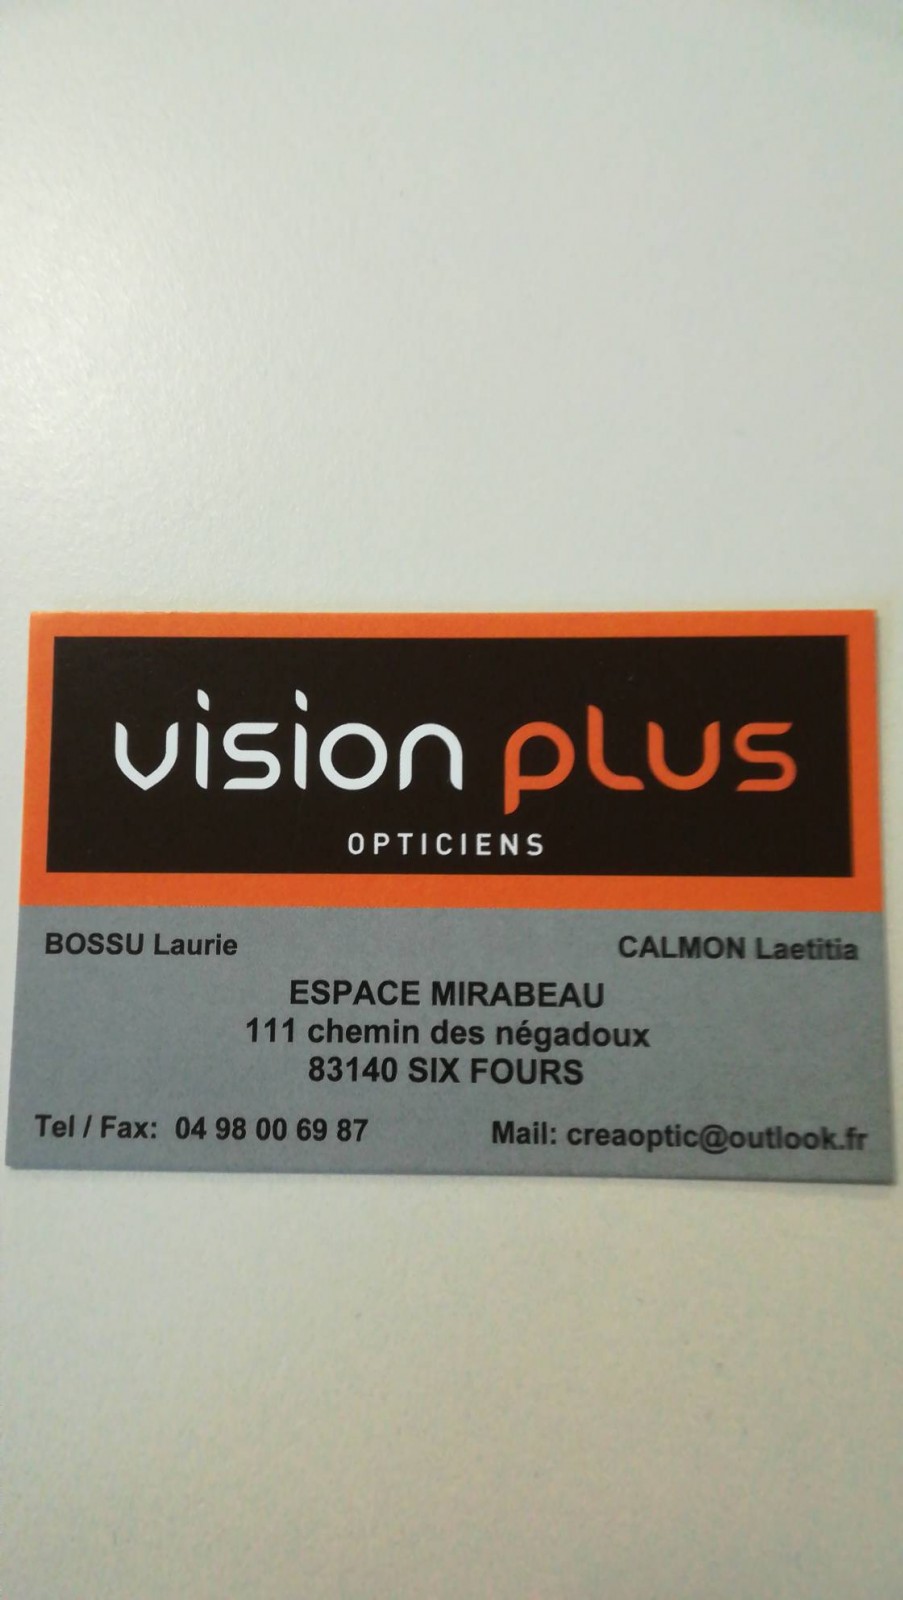 vision plus
OPTICIENS
BOSSU Laurie CALMON Laetitia
ESPACE MIRABEAU
111 chemin des négadoux
83140 SIX FOURS
Tel / Fax: 04 98 00 69 87 Mail: creaoptic@outlook.fr